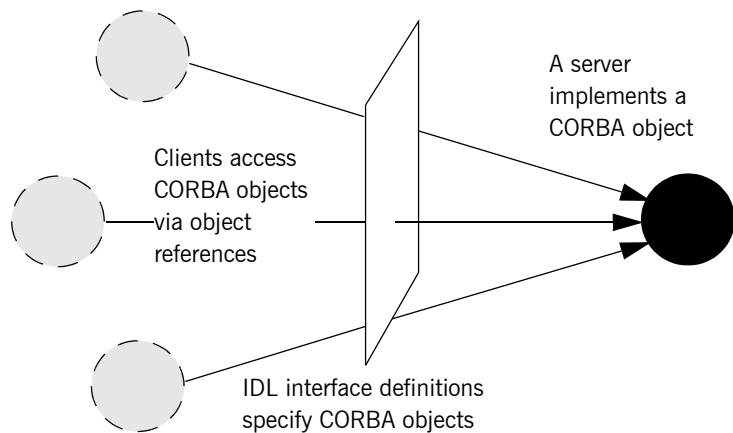 A server
implements a
CORBA object
Clients access
CORBA objects
via object
references
IDL interface definitions
specify CORBA objects